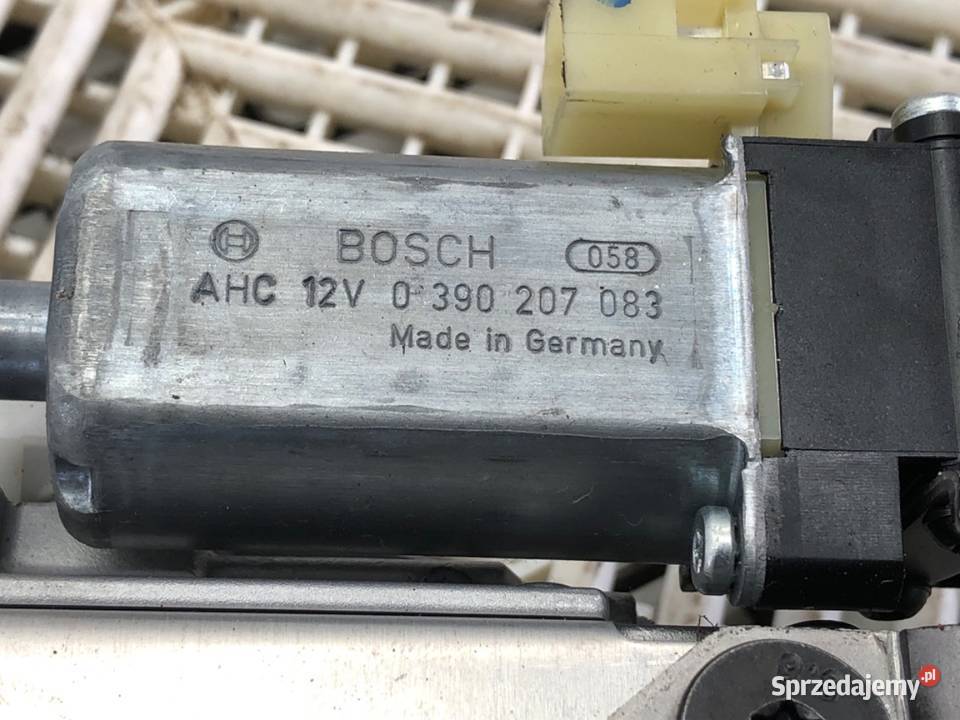 BOSCH 058
AHC 12V 0 390 207 083
Made in Germany
Sprzedajemy.pl